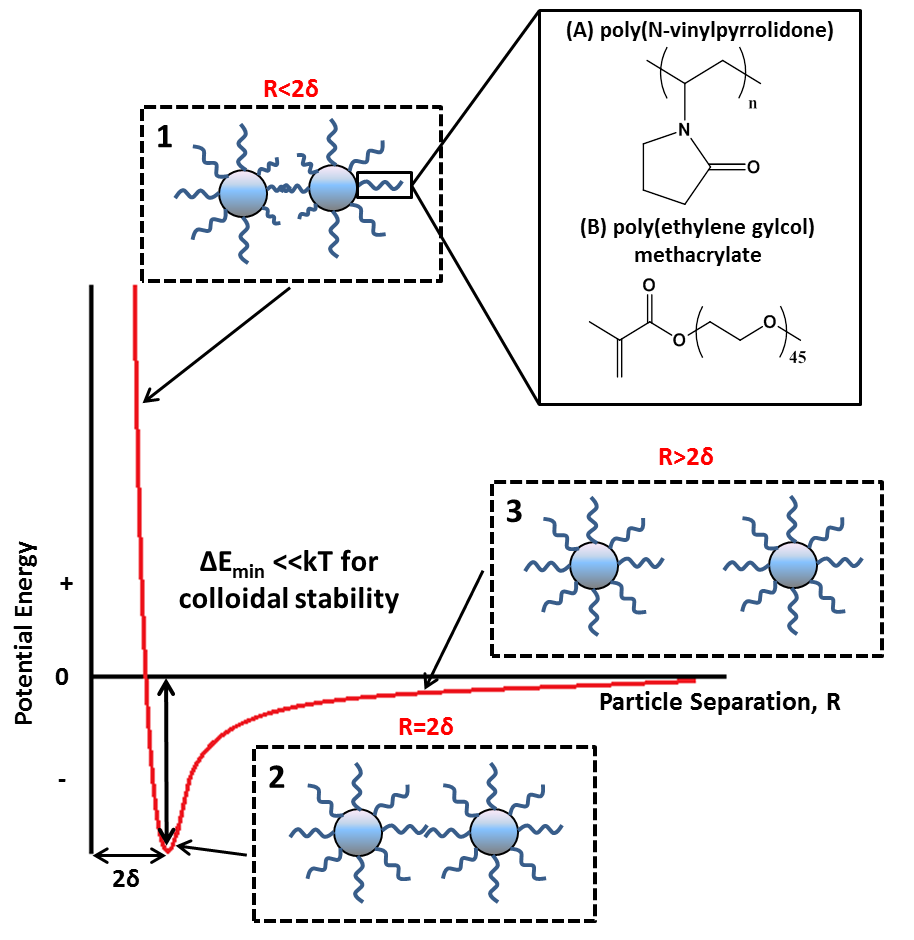 (A) poly(N-vinylpyrrolidone)
n
N
O
(B) poly(ethylene gylcol)
methacrylate
O
O
O
45
R<2δ
1
R>2δ
3
ΔEmin <<kT for
colloidal stability
Potential Energy
+
0
-
Particle Separation, R
R=2δ
2
2δ